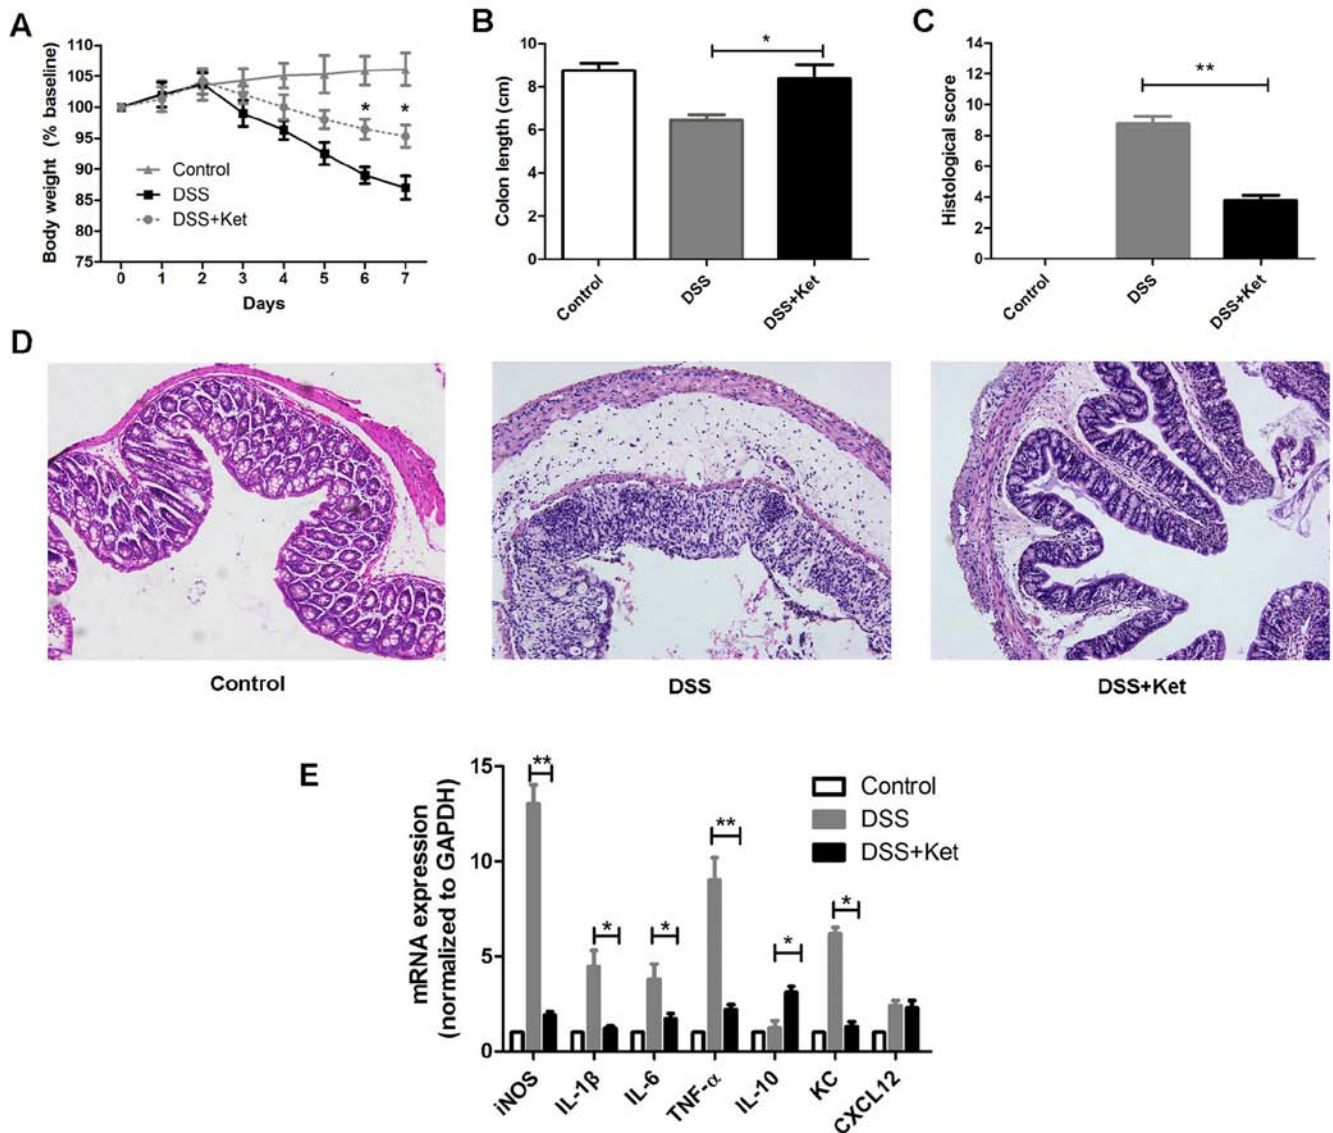 A
Body weight (% baseline)
110
105
100
95
90
85
80
75
* *
Control
DSS
DSS+Ket
0 1 2 3 4 5 6 7
Days
B
Colon length (cm)
10
8
6
4
2
0
*
Control
DSS
DSS+Ket
C
Histological score
14
12
10
8
6
4
2
0
**
Control
DSS
DSS+Ket
D
Control
DSS
DSS+Ket
E
mRNA expression
(normalized to GAPDH)
15
10
5
0
**
*
*
**
*
*
Control
DSS
DSS+Ket
iNOS
IL-1β
IL-6
TNF-α
IL-10
KC
CXCL12